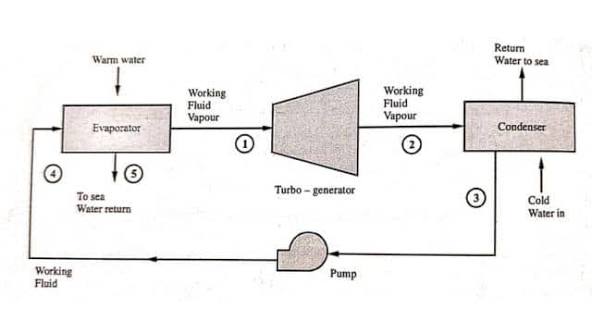 Warm water
Evaporator
Working
Fluid
Vapour
1
Turbo – generator
Working
Fluid
Vapour
2
Return
Water to sea
Condenser
Cold
Water in
3
Pump
Working
Fluid
4
5
To sea
Water return